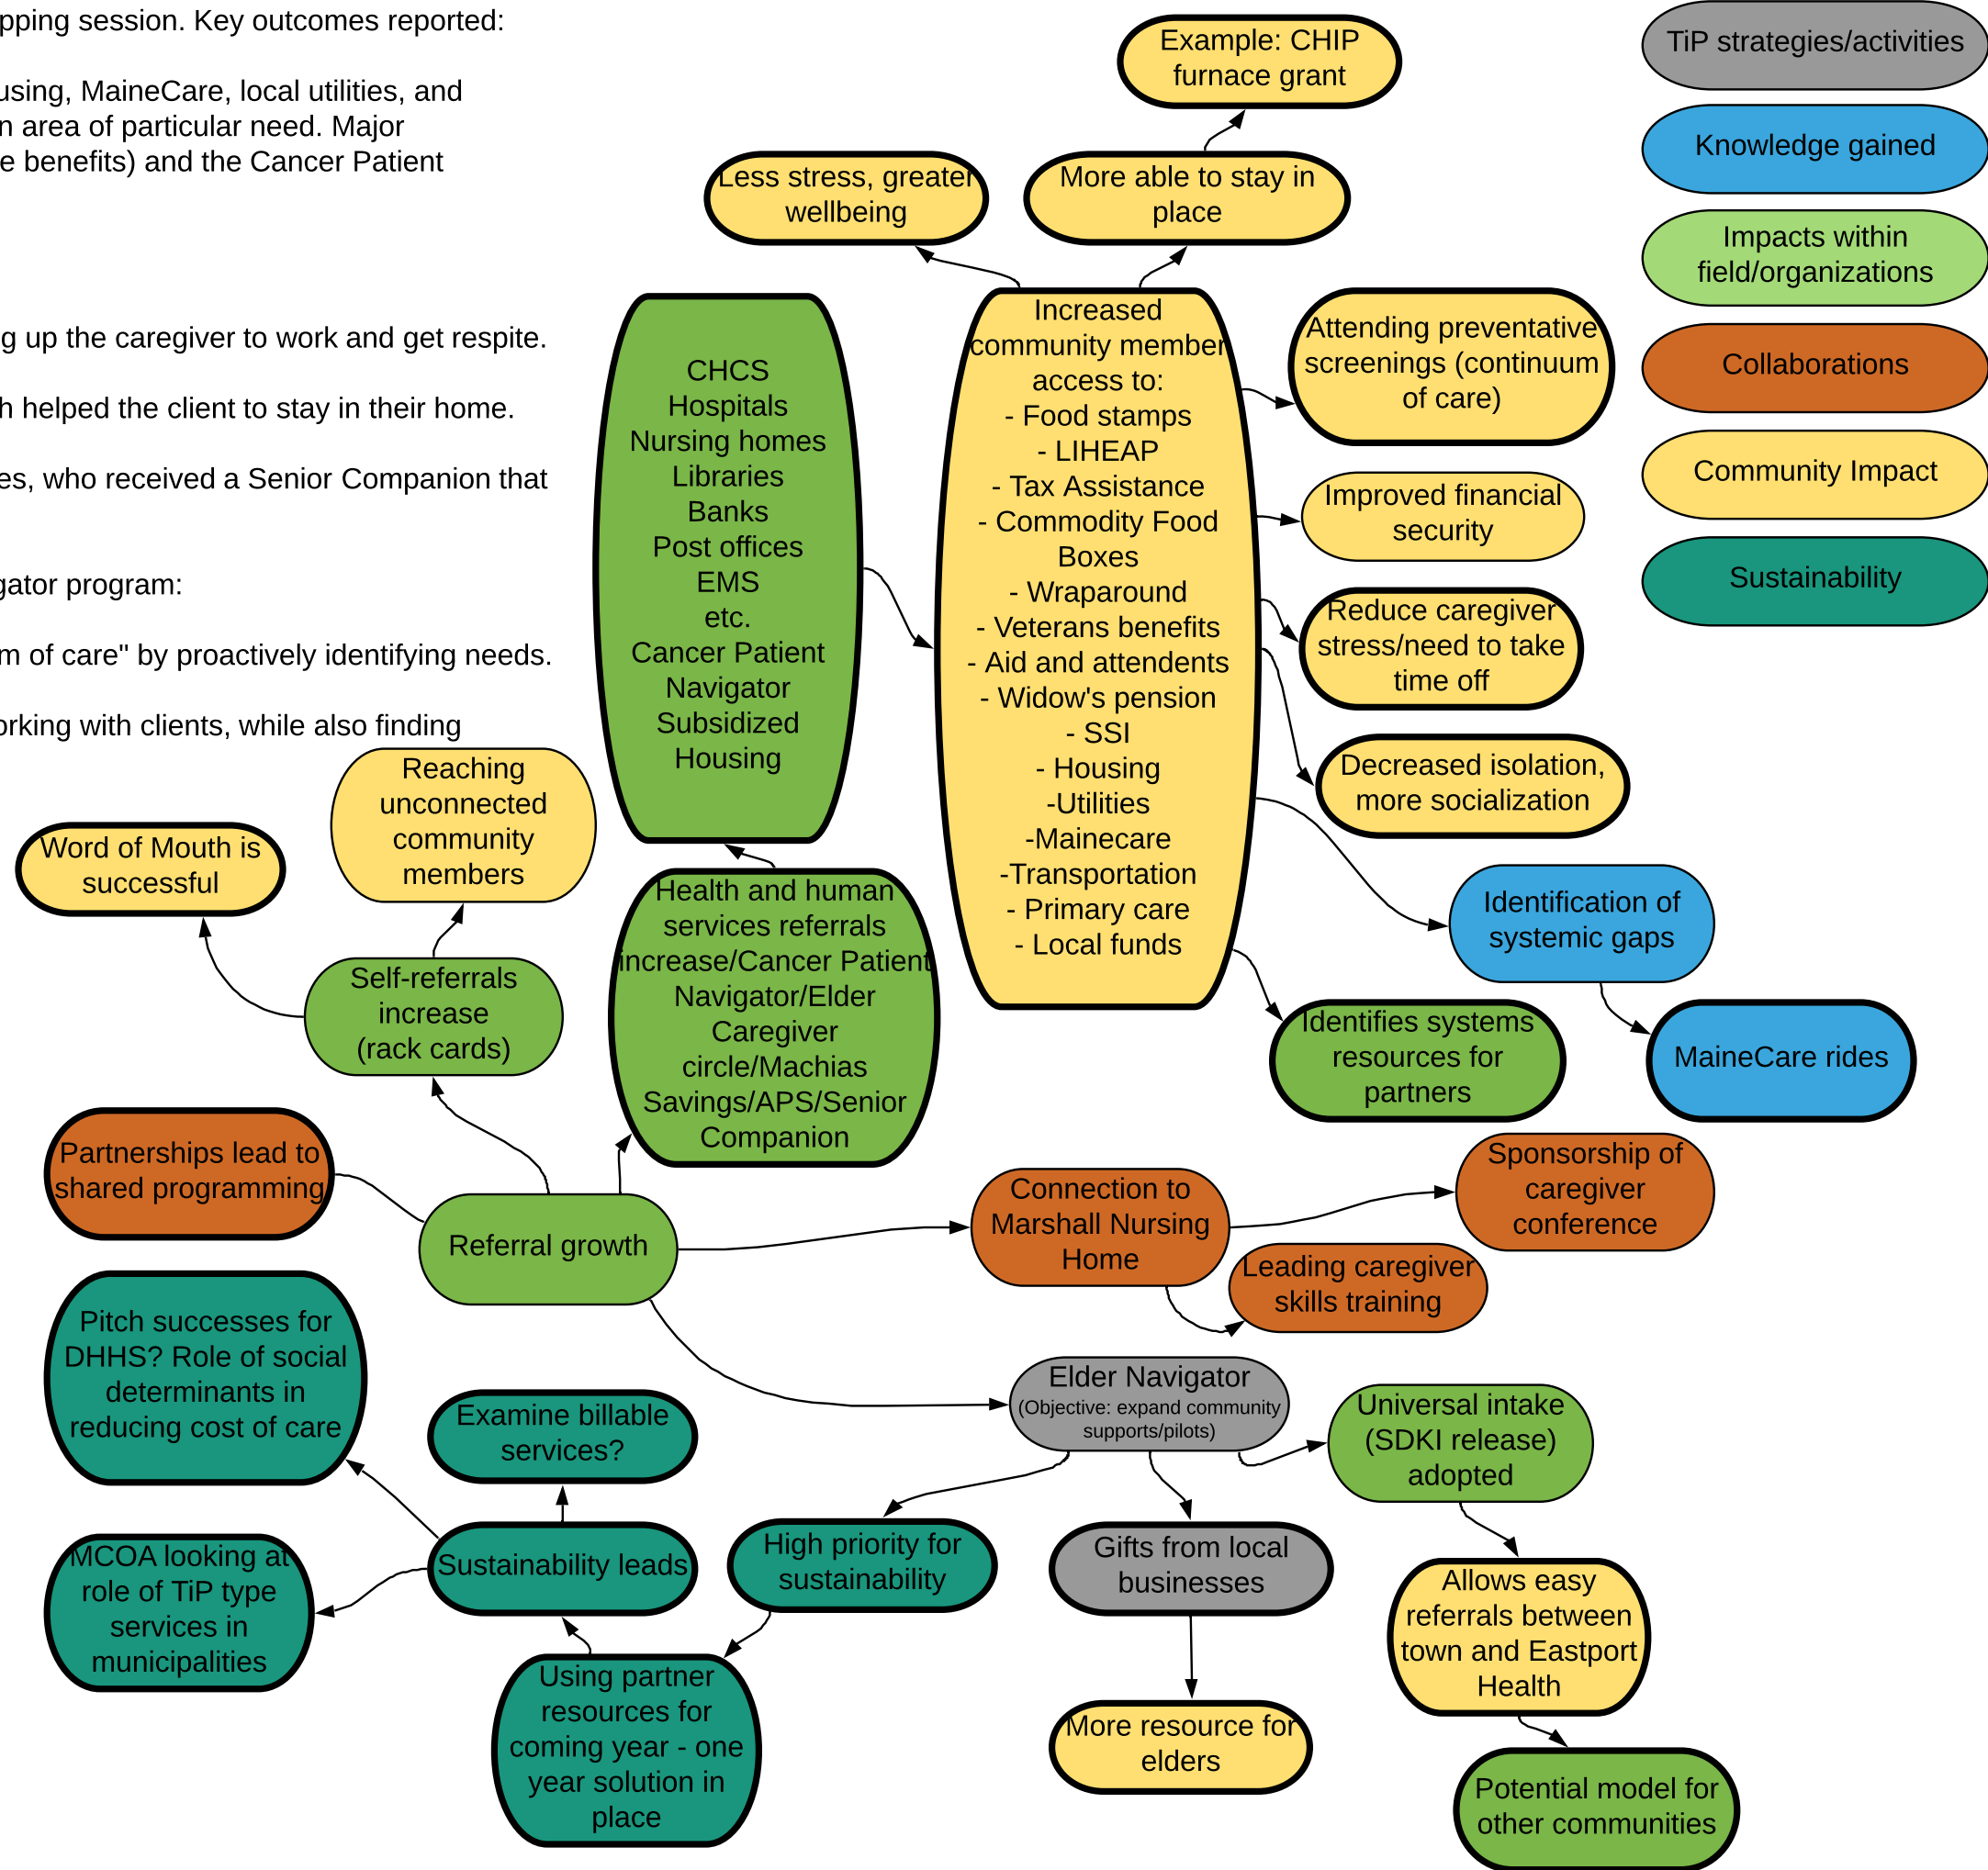 pping session. Key outcomes reported:
using, MaineCare, local utilities, and
n area of particular need. Major
e benefits) and the Cancer Patient
g up the caregiver to work and get respite.
h helped the client to stay in their home.
es, who received a Senior Companion that
gator program:
m of care" by proactively identifying needs.
orking with clients, while also finding
Example: CHIP
furnace grant
Less stress, greater
wellbeing
More able to stay in
place
TiP strategies/activities
Knowledge gained
Impacts within
field/organizations
Collaborations
Community Impact
Sustainability
CHCS
Hospitals
Nursing homes
Libraries
Banks
Post offices
EMS
etc.
Cancer Patient
Navigator
Subsidized
Housing
Increased
community member
access to:
- Food stamps
- LIHEAP
- Tax Assistance
- Commodity Food
Boxes
- Wraparound
- Veterans benefits
- Aid and attendents
- Widow's pension
- SSI
- Housing
-Utilities
-Mainecare
-Transportation
- Primary care
- Local funds
Attending preventative
screenings (continuum
of care)
Improved financial
security
Reduce caregiver
stress/need to take
time off
Decreased isolation,
more socialization
Identification of
systemic gaps
MaineCare rides
Identifies systems
resources for
partners
Reaching
unconnected
community
members
Word of Mouth is
successful
Self-referrals
increase
(rack cards)
Health and human
services referrals
increase/Cancer Patient
Navigator/Elder
Caregiver
circle/Machias
Savings/APS/Senior
Companion
Partnerships lead to
shared programming
Referral growth
Connection to
Marshall Nursing
Home
Sponsorship of
caregiver
conference
Leading caregiver
skills training
Pitch successes for
DHHS? Role of social
determinants in
reducing cost of care
Examine billable
services?
Elder Navigator
(Objective: expand community
supports/pilots)
Universal intake
(SDKI release)
adopted
MCOA looking at
role of TiP type
services in
municipalities
Sustainability leads
High priority for
sustainability
Gifts from local
businesses
Allows easy
referrals between
town and Eastport
Health
Using partner
resources for
coming year - one
year solution in
place
More resource for
elders
Potential model for
other communities